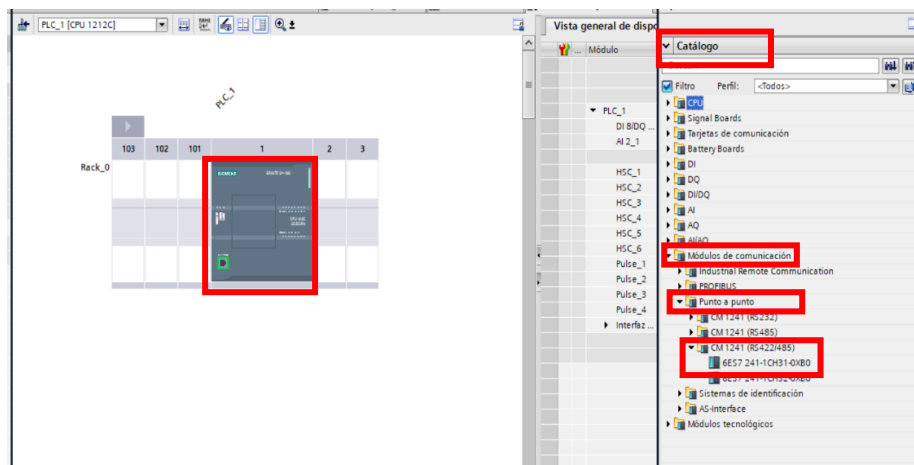 PLC_1 [CPU 1212C]
PLC_1
103 102 101 1 2 3
Rack_0
SIEMENS
Vista general de dispo
... Módulo
PLC_1
DI 8/DQ ...
AI 2_1
HSC_1
HSC_2
HSC_3
HSC_4
HSC_5
HSC_6
Pulse_1
Pulse_2
Pulse_3
Pulse_4
Interfaz ...
Catálogo
Filtro Perfil: <Todos>
CPU
Signal Boards
Tarjetas de comunicación
Battery Boards
DI
DQ
DI/DQ
AI
AQ
AI/AQ
Módulos de comunicación
Industrial Remote Communication
PROFIBUS
Punto a punto
CM 1241 (RS232)
CM 1241 (RS485)
CM 1241 (RS422/485)
6ES7 241-1CH31-0XB0
6ES7 241-1CH32-0XB0
Sistemas de identificación
AS-Interface
Módulos tecnológicos